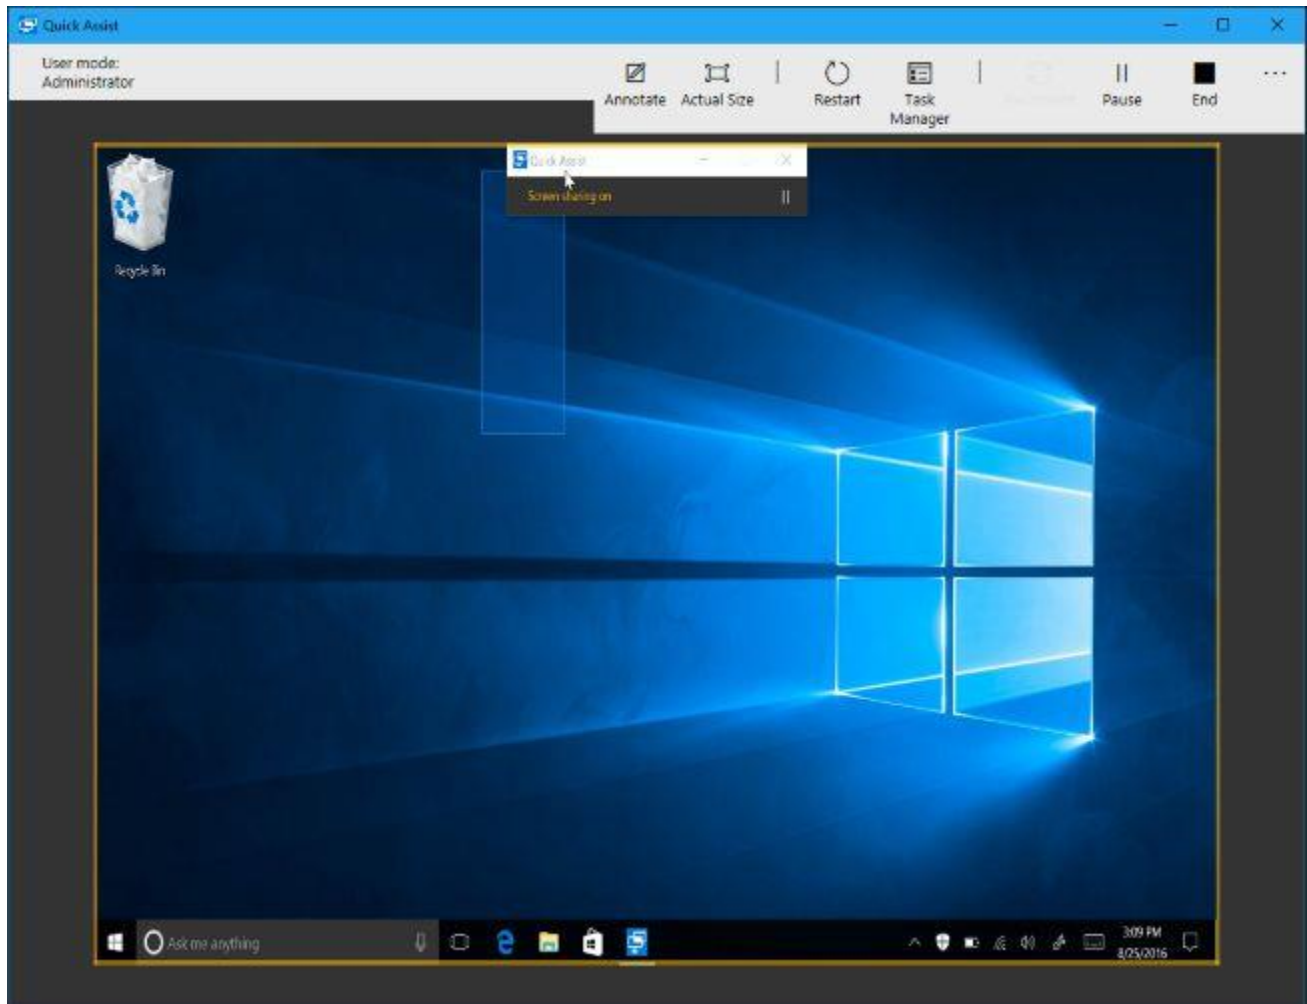 Quick Assist
User mode:
Administrator
Annotate
Actual Size
Restart
Task
Manager
Pause
End
Quick Assist
Screen sharing on
Recycle Bin
Ask me anything
3:09 PM
8/25/2016